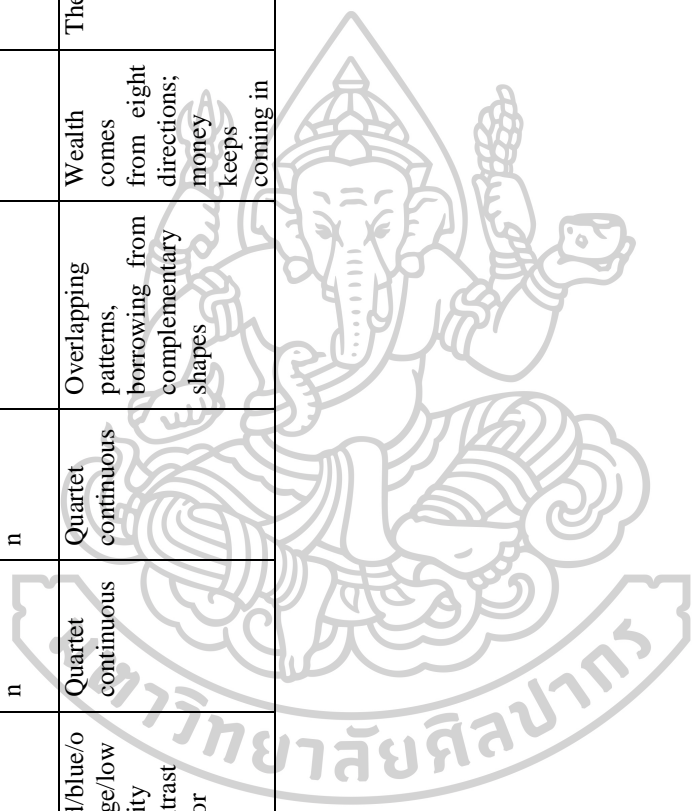 n
n
l/blue/o
ge/low
ity
trast
or
Quartet
continuous
Quartet
continuous
Overlapping
patterns,
borrowing from
complementary
shapes
Wealth
comes
from eight
directions;
money
keeps
coming in
The
มหาวิทยาลัยศิลปากร